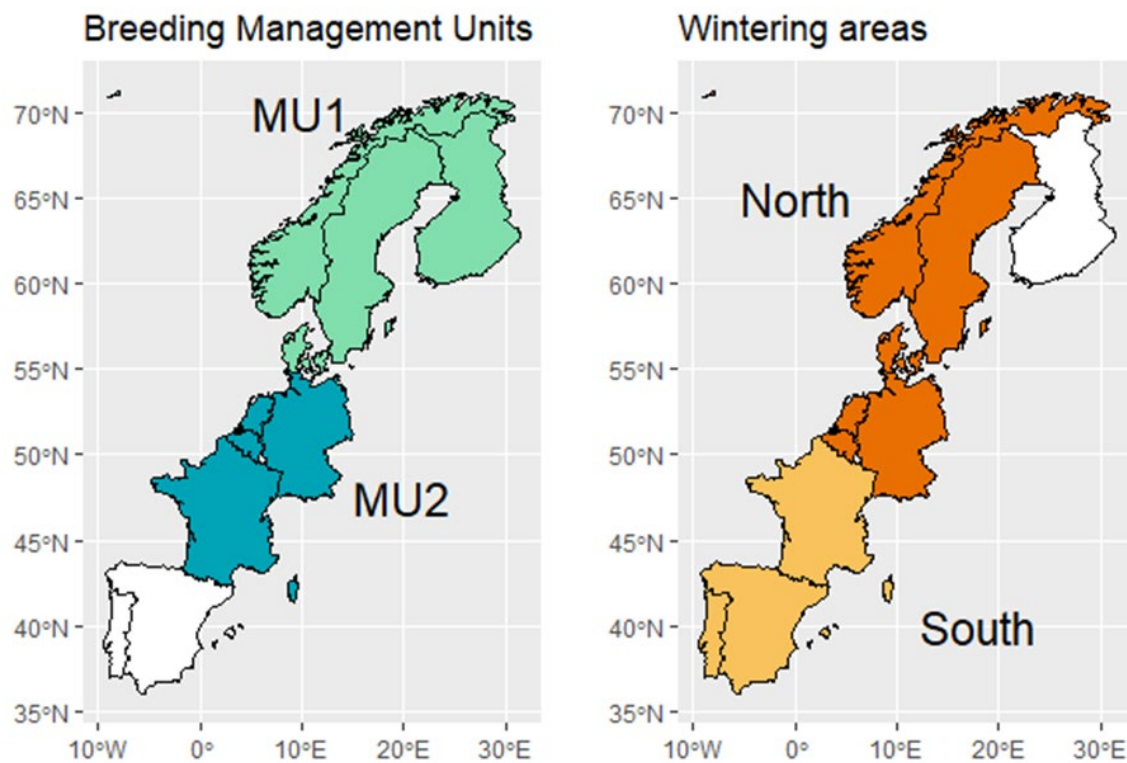 Breeding Management Units
Wintering areas
MU1
North
MU2
South
70°N
65°N
60°N
55°N
50°N
45°N
40°N
35°N
10°W 0° 10°E 20°E 30°E
70°N
65°N
60°N
55°N
50°N
45°N
40°N
35°N
10°W 0° 10°E 20°E 30°E